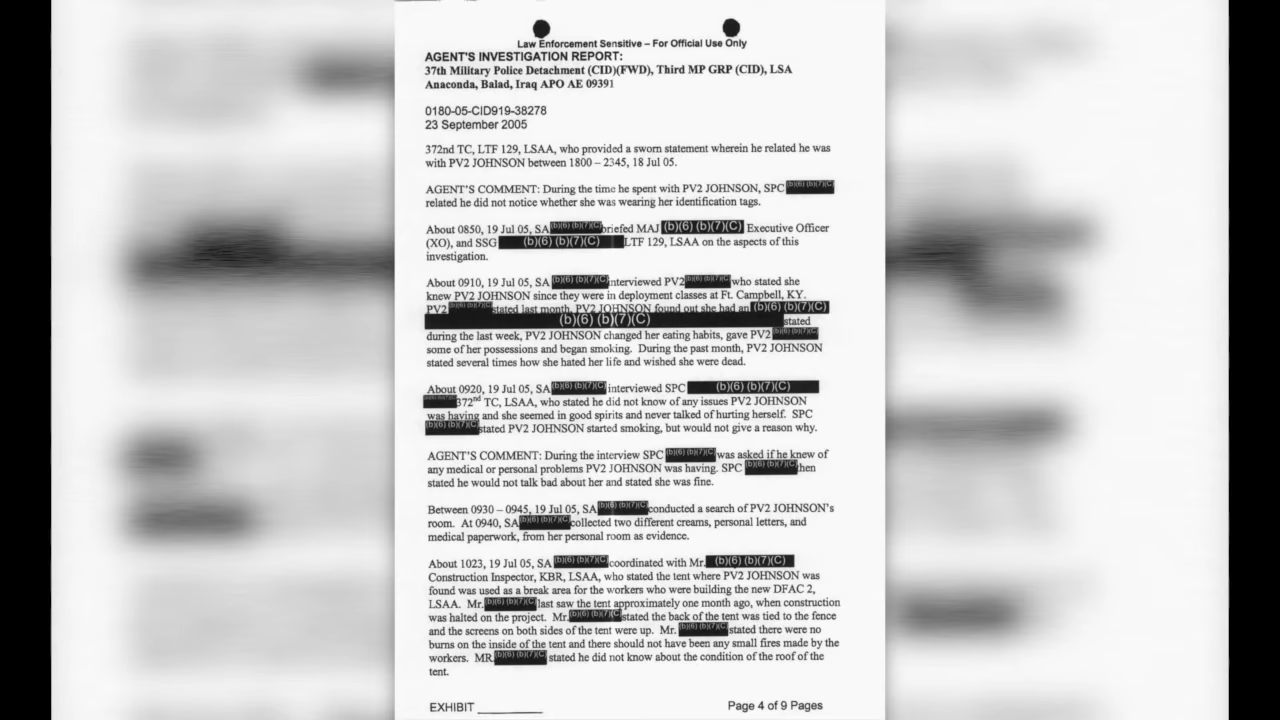 Law Enforcement Sensitive – For Official Use Only
AGENT'S INVESTIGATION REPORT:
37th Military Police Detachment (CID)(FWD), Third MP GRP (CID), LSA
Anaconda, Balad, Iraq APO AE 09391
0180-05-CID919-38278
23 September 2005
372nd TC, LTF 129, LSAA, who provided a sworn statement wherein he related he was
with PV2 JOHNSON between 1800 – 2345, 18 Jul 05.
AGENT'S COMMENT: During the time he spent with PV2 JOHNSON, SPC (b)(6) (b)(7)(C)
related he did not notice whether she was wearing her identification tags.
About 0850, 19 Jul 05, SA (b)(6) (b)(7)(C) briefed MAJ (b)(6) (b)(7)(C) Executive Officer
(XO), and SSG (b)(6) (b)(7)(C) LTF 129, LSAA on the aspects of this
investigation.
About 0910, 19 Jul 05, SA (b)(6) (b)(7)(C) interviewed PV2 (b)(6) (b)(7)(C) who stated she
knew PV2 JOHNSON since they were in deployment classes at Ft. Campbell, KY.
PV2 (b)(6) (b)(7)(C) stated last month, PV2 JOHNSON found out she had an (b)(6) (b)(7)(C)
(b)(6) (b)(7)(C) stated
during the last week, PV2 JOHNSON changed her eating habits, gave PV2 (b)(6) (b)(7)(C)
some of her possessions and began smoking. During the past month, PV2 JOHNSON
stated several times how she hated her life and wished she were dead.
About 0920, 19 Jul 05, SA (b)(6) (b)(7)(C) interviewed SPC (b)(6) (b)(7)(C)
(b)(6) (b)(7)(C) 372nd TC, LSAA, who stated he did not know of any issues PV2 JOHNSON
was having and she seemed in good spirits and never talked of hurting herself. SPC
(b)(6) (b)(7)(C) stated PV2 JOHNSON started smoking, but would not give a reason why.
AGENT'S COMMENT: During the interview SPC (b)(6) (b)(7)(C) was asked if he knew of
any medical or personal problems PV2 JOHNSON was having. SPC (b)(6) (b)(7)(C) then
stated he would not talk bad about her and stated she was fine.
Between 0930 – 0945, 19 Jul 05, SA (b)(6) (b)(7)(C) conducted a search of PV2 JOHNSON's
room. At 0940, SA (b)(6) (b)(7)(C) collected two different creams, personal letters, and
medical paperwork, from her personal room as evidence.
About 1023, 19 Jul 05, SA (b)(6) (b)(7)(C) coordinated with Mr. (b)(6) (b)(7)(C)
Construction Inspector, KBR, LSAA, who stated the tent where PV2 JOHNSON was
found was used as a break area for the workers who were building the new DFAC 2,
LSAA. Mr. (b)(6) (b)(7)(C) last saw the tent approximately one month ago, when construction
was halted on the project. Mr. (b)(6) (b)(7)(C) stated the back of the tent was tied to the fence
and the screens on both sides of the tent were up. Mr. (b)(6) (b)(7)(C) stated there were no
burns on the inside of the tent and there should not have been any small fires made by the
workers. MR (b)(6) (b)(7)(C) stated he did not know about the condition of the roof of the
tent.
EXHIBIT
Page 4 of 9 Pages